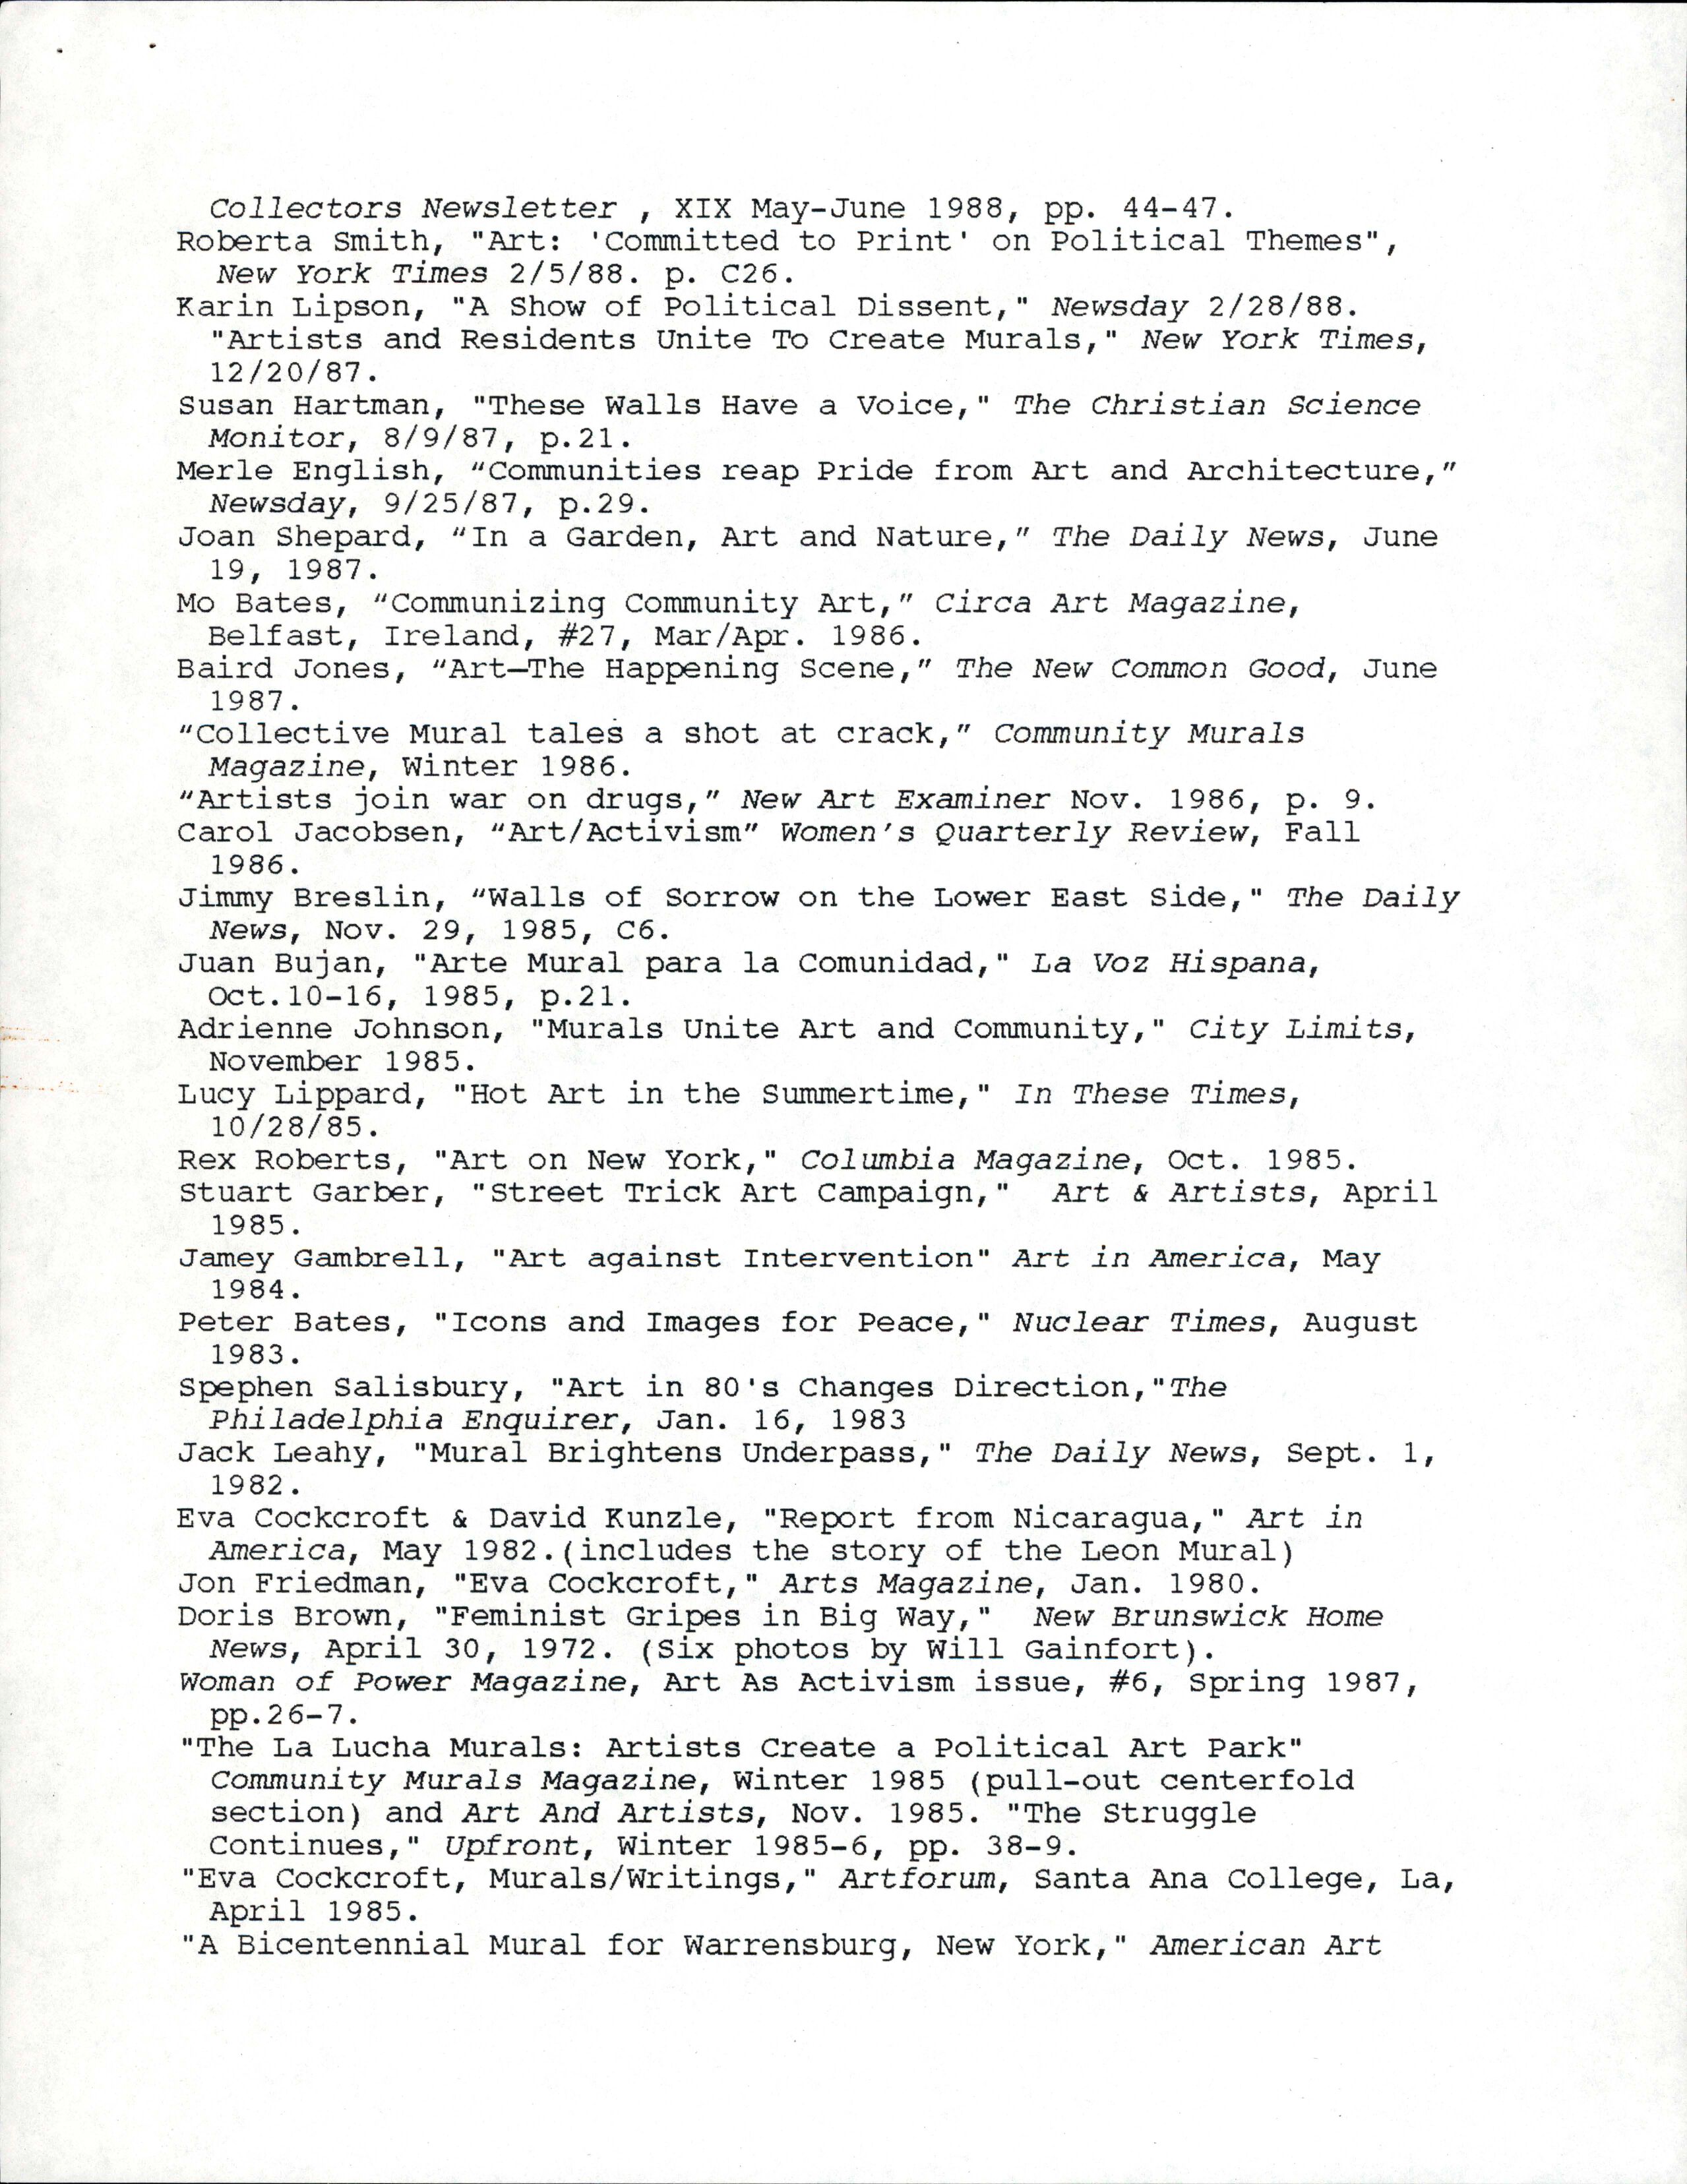 Collectors Newsletter , XIX May-June 1988, pp. 44-47.
Roberta Smith, "Art: 'Committed to Print' on Political Themes",
New York Times 2/5/88. p. C26.
Karin Lipson, "A Show of Political Dissent," Newsday 2/28/88.
"Artists and Residents Unite To Create Murals," New York Times,
12/20/87.
Susan Hartman, "These Walls Have a Voice," The Christian Science
Monitor, 8/9/87, p.21.
Merle English, “Communities reap Pride from Art and Architecture,”
Newsday, 9/25/87, p.29.
Joan Shepard, “In a Garden, Art and Nature,” The Daily News, June
19, 1987.
Mo Bates, “Communizing Community Art,” Circa Art Magazine,
Belfast, Ireland, #27, Mar/Apr. 1986.
Baird Jones, “Art—The Happening Scene,” The New Common Good, June
1987.
“Collective Mural tales a shot at crack,” Community Murals
Magazine, Winter 1986.
“Artists join war on drugs,” New Art Examiner Nov. 1986, p. 9.
Carol Jacobsen, “Art/Activism” Women’s Quarterly Review, Fall
1986.
Jimmy Breslin, “Walls of Sorrow on the Lower East Side," The Daily
News, Nov. 29, 1985, C6.
Juan Bujan, "Arte Mural para la Comunidad," La Voz Hispana,
Oct.10-16, 1985, p.21.
Adrienne Johnson, "Murals Unite Art and Community," City Limits,
November 1985.
Lucy Lippard, "Hot Art in the Summertime," In These Times,
10/28/85.
Rex Roberts, "Art on New York," Columbia Magazine, Oct. 1985.
Stuart Garber, "Street Trick Art Campaign," Art & Artists, April
1985.
Jamey Gambrell, "Art against Intervention" Art in America, May
1984.
Peter Bates, "Icons and Images for Peace," Nuclear Times, August
1983.
Spephen Salisbury, "Art in 80's Changes Direction,"The
Philadelphia Enquirer, Jan. 16, 1983
Jack Leahy, "Mural Brightens Underpass," The Daily News, Sept. 1,
1982.
Eva Cockcroft & David Kunzle, "Report from Nicaragua," Art in
America, May 1982.(includes the story of the Leon Mural)
Jon Friedman, "Eva Cockcroft," Arts Magazine, Jan. 1980.
Doris Brown, "Feminist Gripes in Big Way," New Brunswick Home
News, April 30, 1972. (Six photos by Will Gainfort).
Woman of Power Magazine, Art As Activism issue, #6, Spring 1987,
pp.26-7.
"The La Lucha Murals: Artists Create a Political Art Park"
Community Murals Magazine, Winter 1985 (pull-out centerfold
section) and Art And Artists, Nov. 1985. "The Struggle
Continues," Upfront, Winter 1985-6, pp. 38-9.
"Eva Cockcroft, Murals/Writings," Artforum, Santa Ana College, La,
April 1985.
"A Bicentennial Mural for Warrensburg, New York," American Art